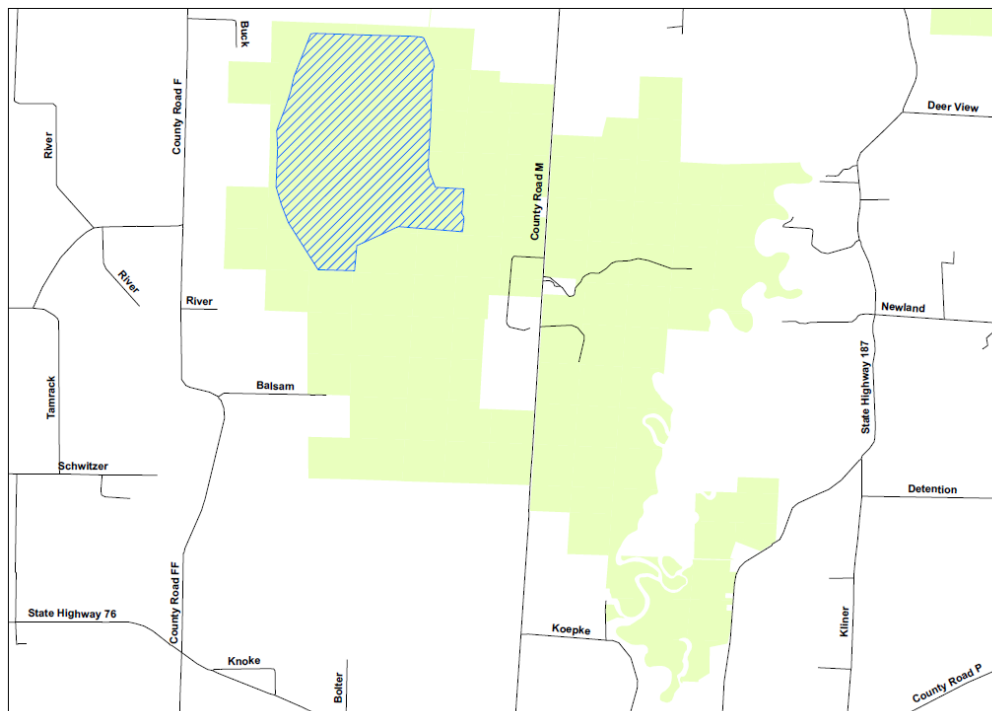 Buck
County Road F
Deer View
River
County Road M
River
River
Newland
State Highway 187
Balsam
Tamrack
Schwitzer
Detention
County Road FF
State Highway 76
Koepke
Kliner
Knoke
Bolter
County Road P